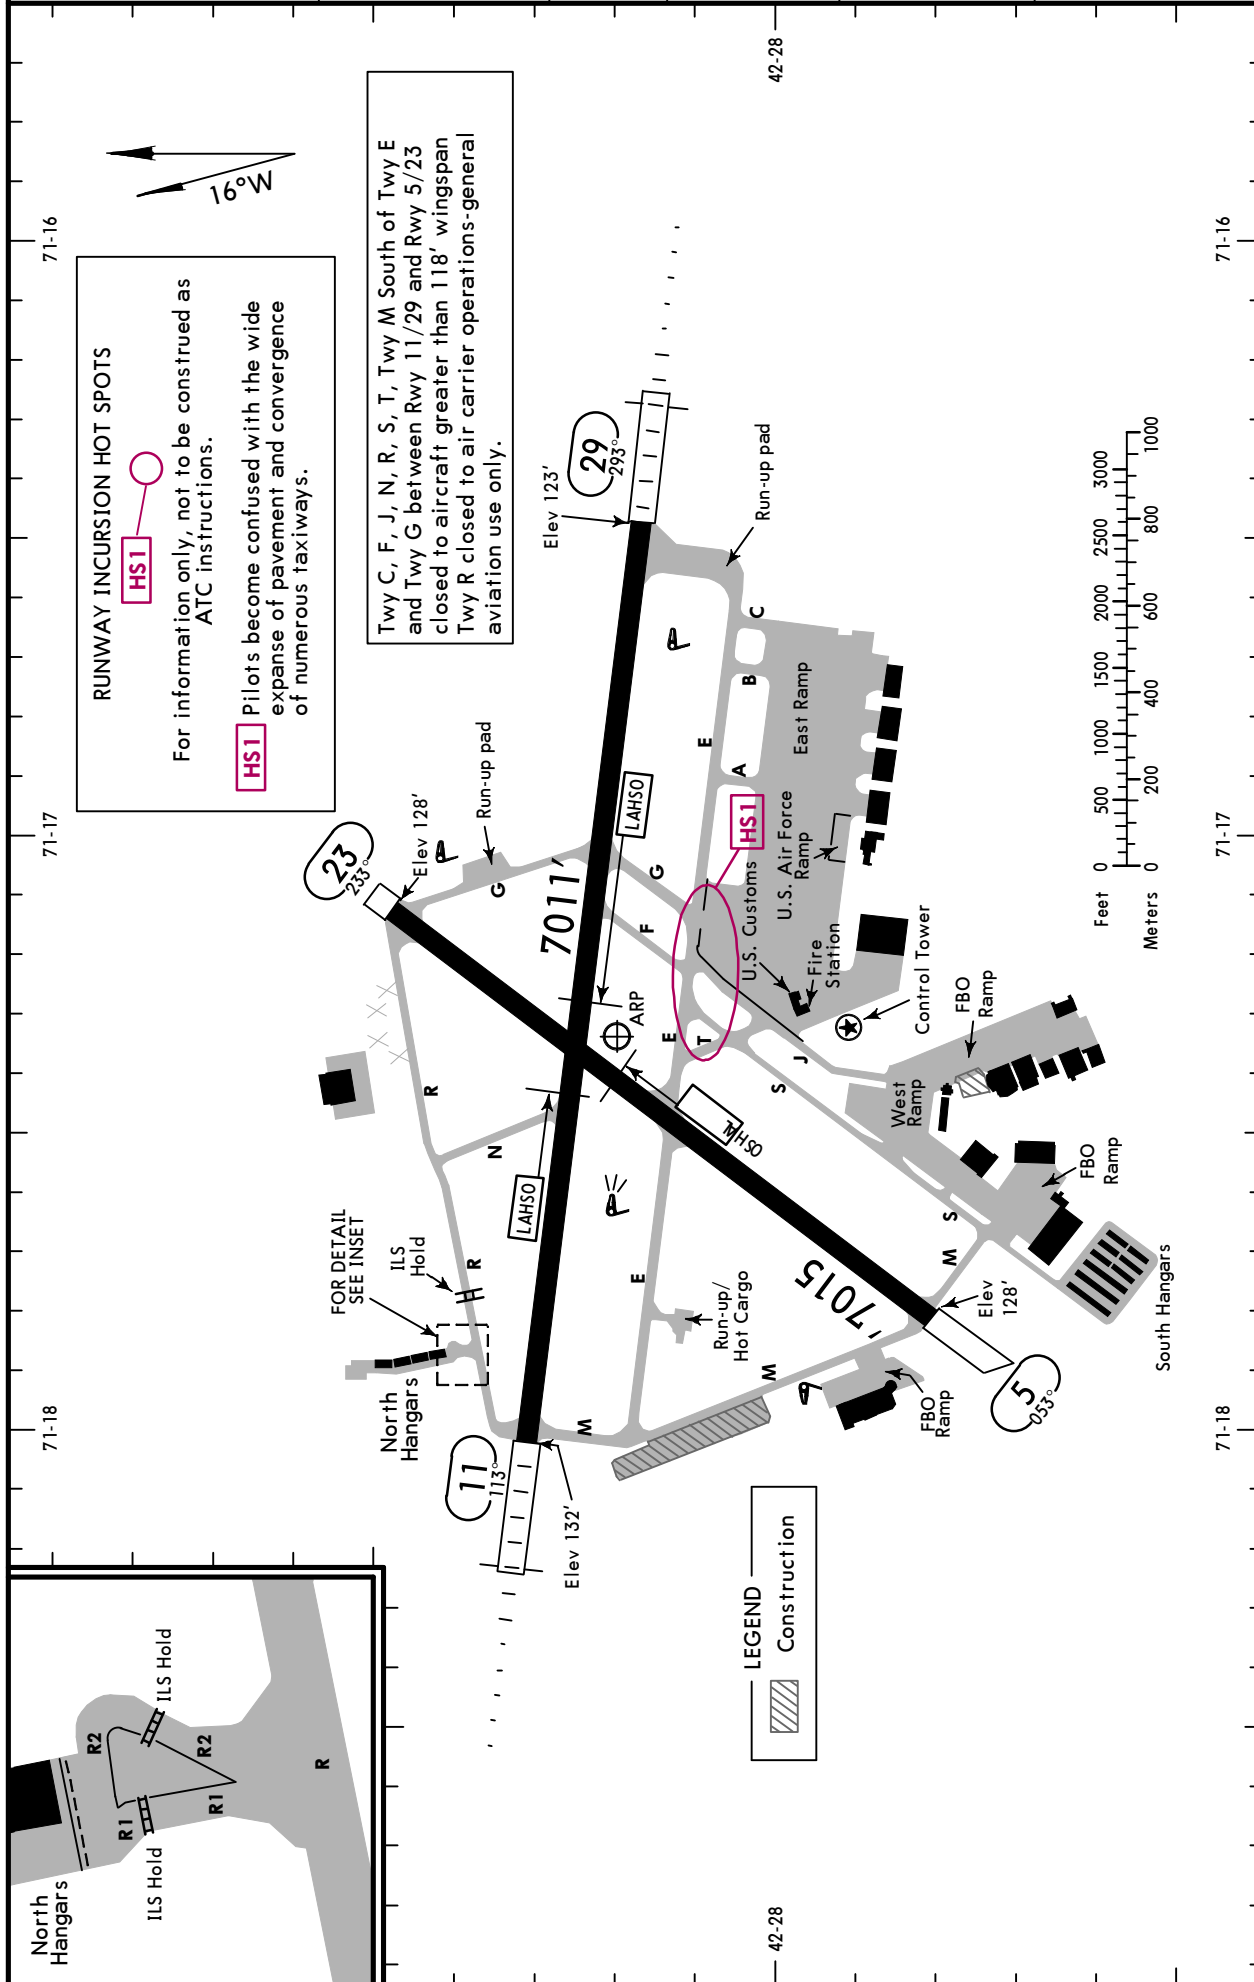 71-18
71-17
71-16
North
Hangars
R1
R2
ILS Hold
ILS Hold
R1
R2
R
RUNWAY INCURSION HOT SPOTS
HS1
For information only, not to be construed as
ATC instructions.
HS1
Pilots become confused with the wide
expanse of pavement and convergence
of numerous taxiways.
16°W
Twy C, F, J, N, R, S, T, Twy M South of Twy E
and Twy G between Rwy 11/29 and Rwy 5/23
closed to aircraft greater than 118' wingspan
Twy R closed to air carrier operations-general
aviation use only.
FOR DETAIL
SEE INSET
ILS
Hold
North
Hangars
R
R
N
23
233°
Elev 128'
Run-up pad
G
11
113°
Elev 132'
LAHSO
7011'
LAHSO
29
293°
Elev 123'
Run-up pad
ARP
F
G
E
E
E
T
HS1
A
B
C
M
M
M
S
S
J
Run-up/
Hot Cargo
LAHSO
7015'
U.S. Customs
Fire
Station
U.S. Air Force
Ramp
East Ramp
Control Tower
West
Ramp
FBO
Ramp
FBO
Ramp
FBO
Ramp
5
053°
Elev
128'
South Hangars
LEGEND
Construction
Feet
0
500
1000
1500
2000
2500
3000
Meters
0
200
400
600
800
1000
42-28
42-28
71-18
71-17
71-16